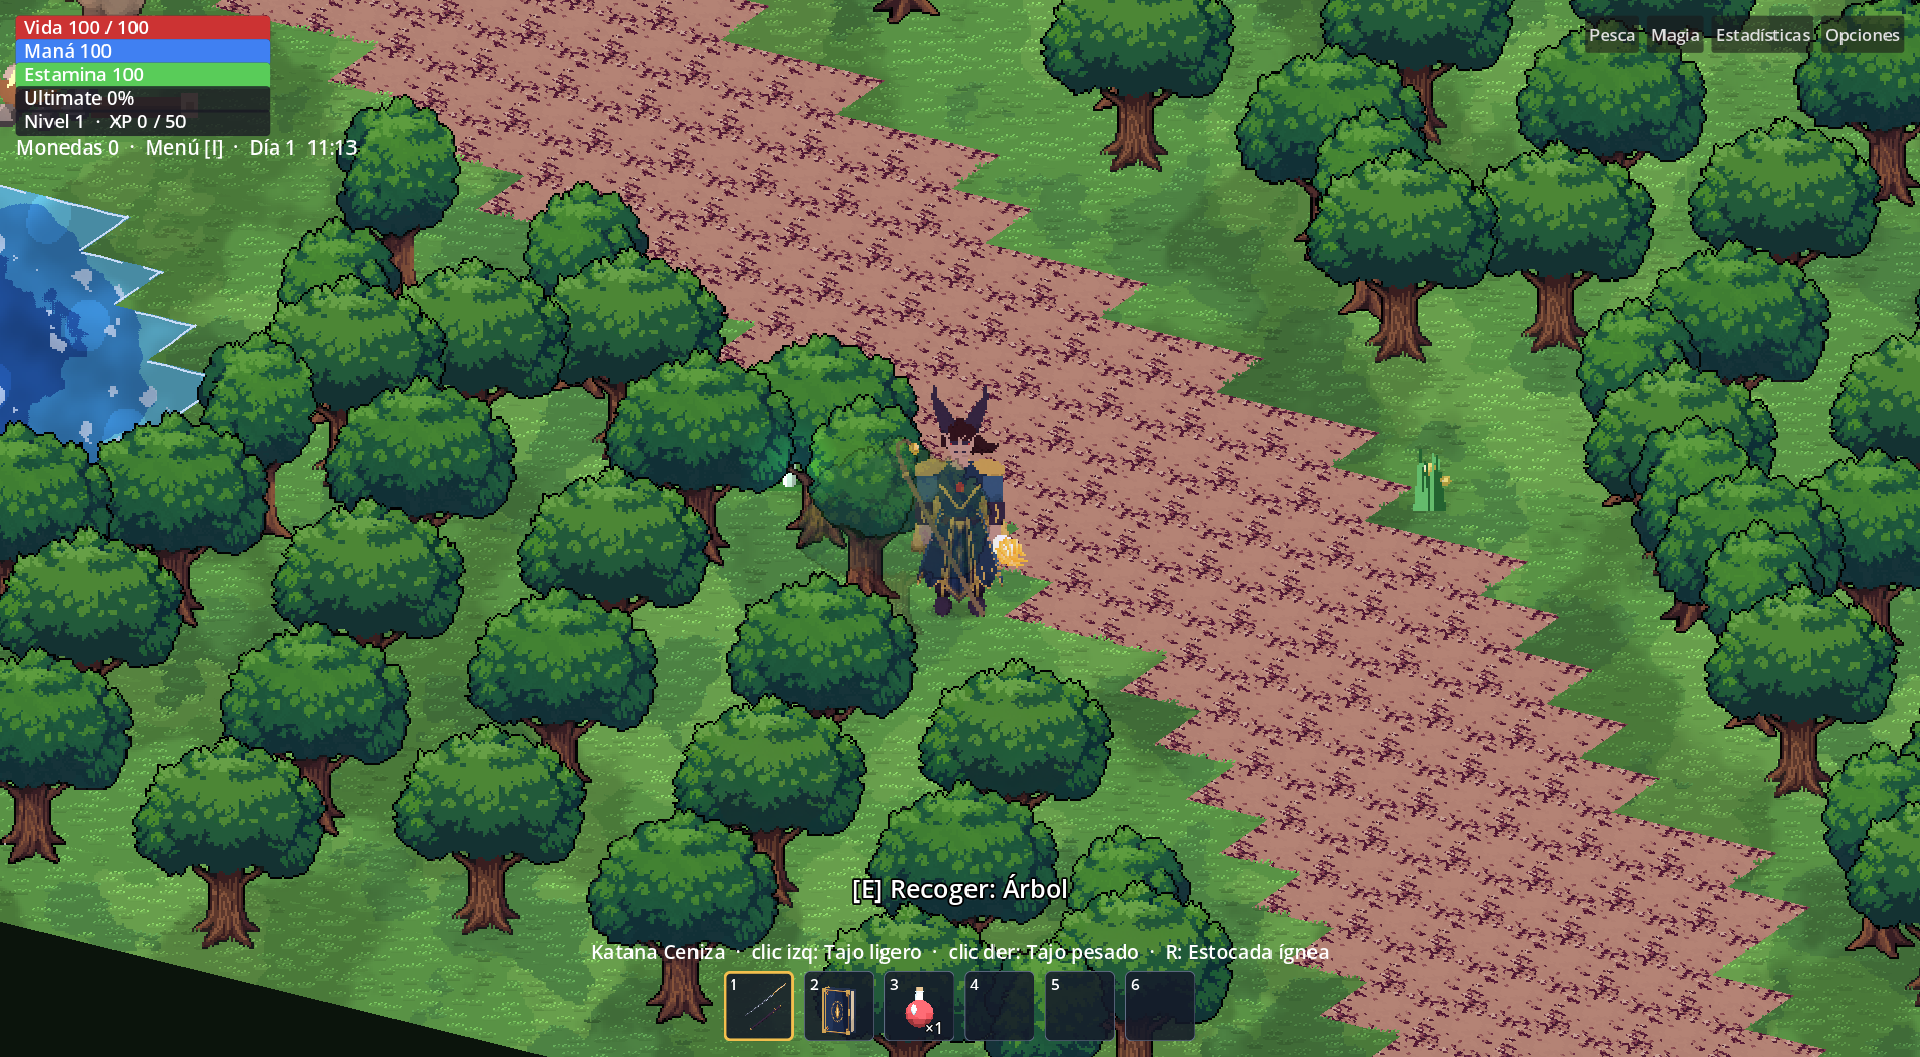 Vida 100 / 100
Maná 100
Estamina 100
Ultimate 0%
Nivel 1 · XP 0 / 50
Monedas 0 · Menú [I] · Día 1 11:13
Pesca Magia Estadísticas Opciones
[E] Recoger: Árbol
Katana Ceniza · clic izq: Tajo ligero · clic der: Tajo pesado · R: Estocada ígnea
1 2 3 4 5 6
×1